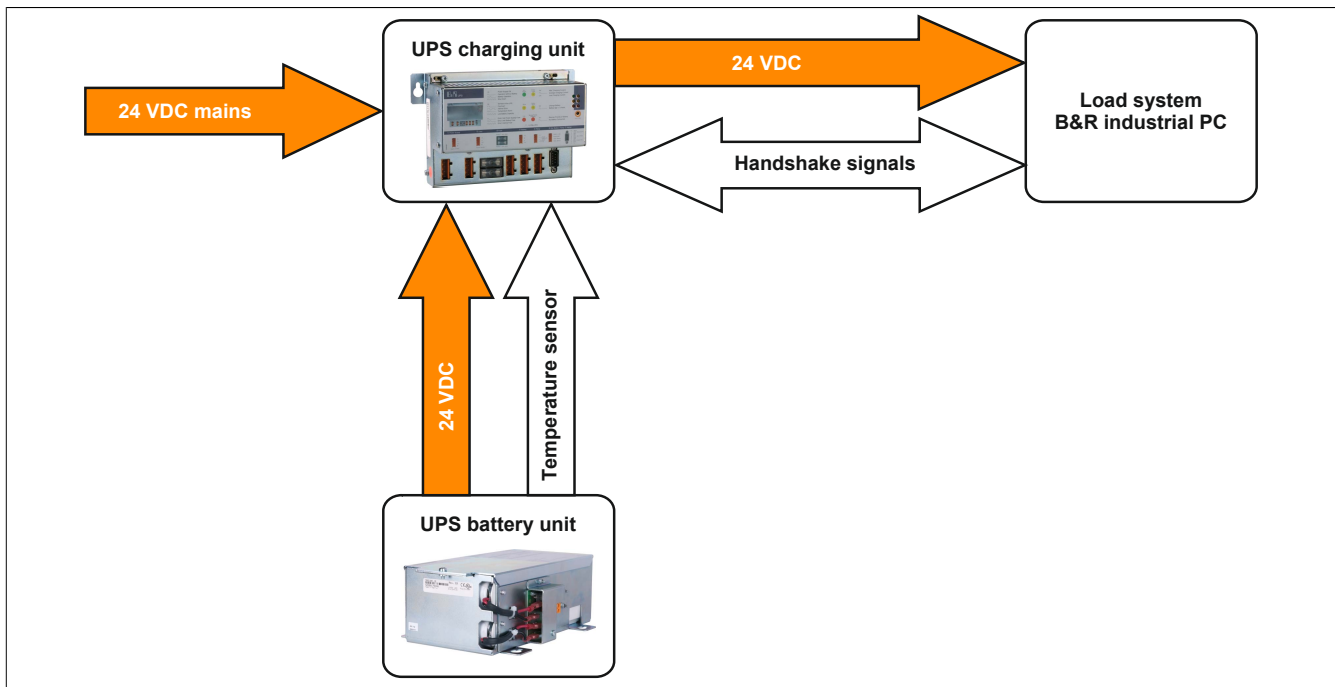 UPS charging unit
24 VDC mains
24 VDC
Load system
B&R industrial PC
Handshake signals
24 VDC
Temperature sensor
UPS battery unit